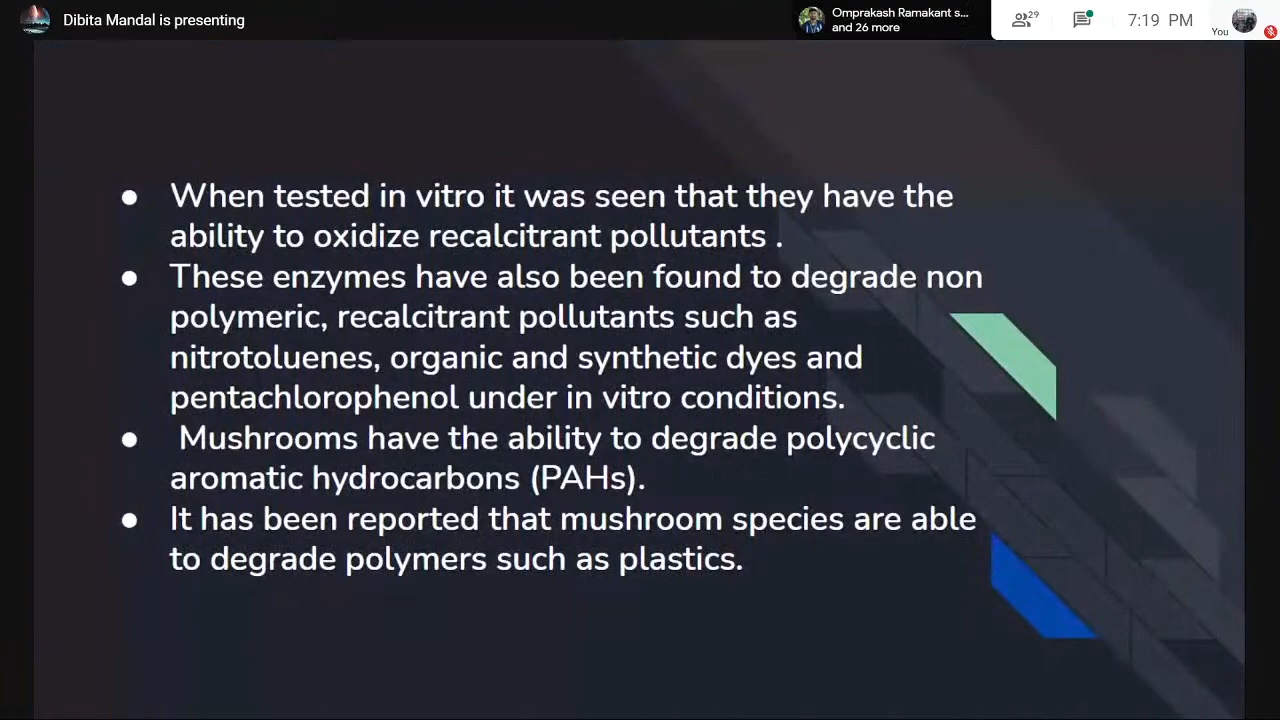 Dibita Mandal is presenting
Omprakash Ramakant s...
and 26 more
29
7:19 PM
You
● When tested in vitro it was seen that they have the
ability to oxidize recalcitrant pollutants .
● These enzymes have also been found to degrade non
polymeric, recalcitrant pollutants such as
nitrotoluenes, organic and synthetic dyes and
pentachlorophenol under in vitro conditions.
● Mushrooms have the ability to degrade polycyclic
aromatic hydrocarbons (PAHs).
● It has been reported that mushroom species are able
to degrade polymers such as plastics.